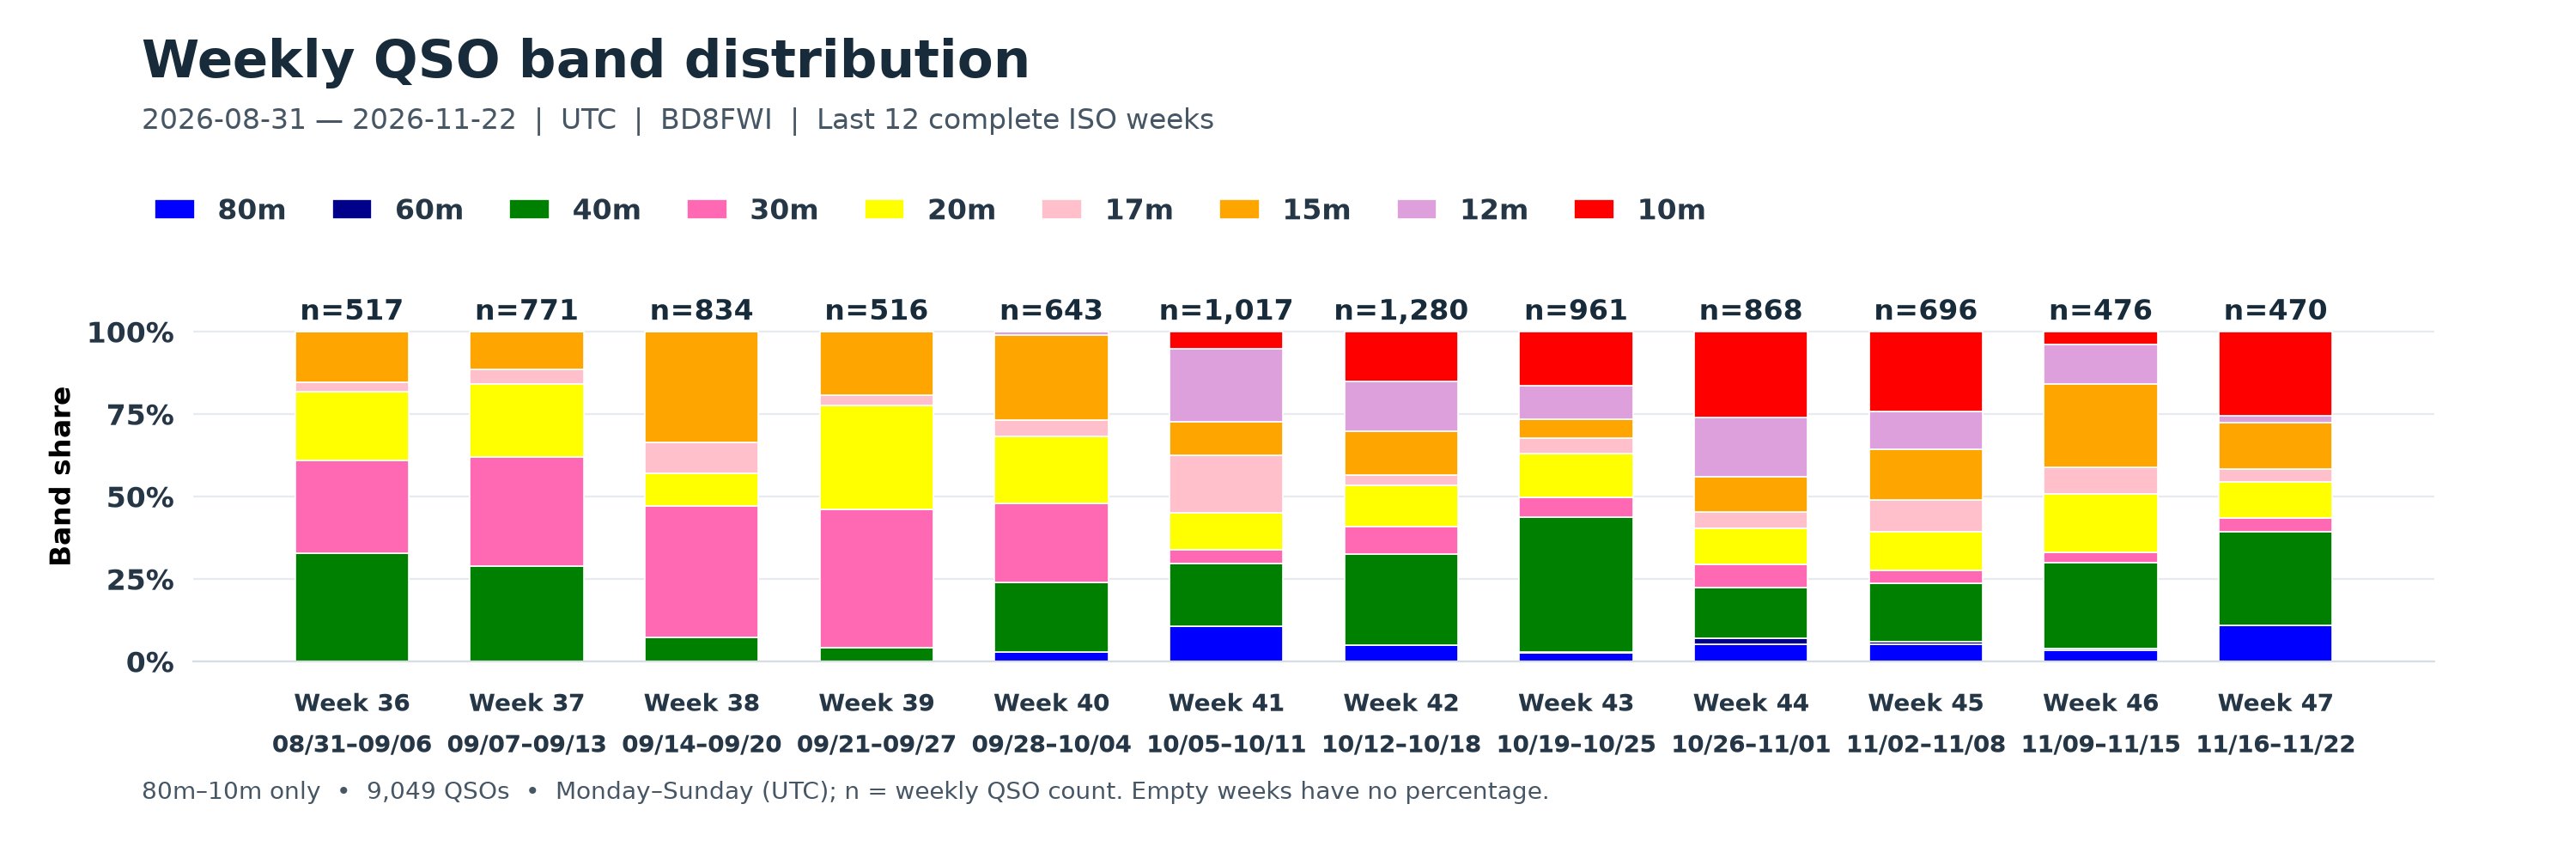 Weekly QSO band distribution
2026-08-31 — 2026-11-22 | UTC | BD8FWI | Last 12 complete ISO weeks
80m 60m 40m 30m 20m 17m 15m 12m 10m
n=517 n=771 n=834 n=516 n=643 n=1,017 n=1,280 n=961 n=868 n=696 n=476 n=470
100%
75%
50%
25%
0%
Band share
Week 36 Week 37 Week 38 Week 39 Week 40 Week 41 Week 42 Week 43 Week 44 Week 45 Week 46 Week 47
08/31–09/06 09/07–09/13 09/14–09/20 09/21–09/27 09/28–10/04 10/05–10/11 10/12–10/18 10/19–10/25 10/26–11/01 11/02–11/08 11/09–11/15 11/16–11/22
80m–10m only • 9,049 QSOs • Monday–Sunday (UTC); n = weekly QSO count. Empty weeks have no percentage.